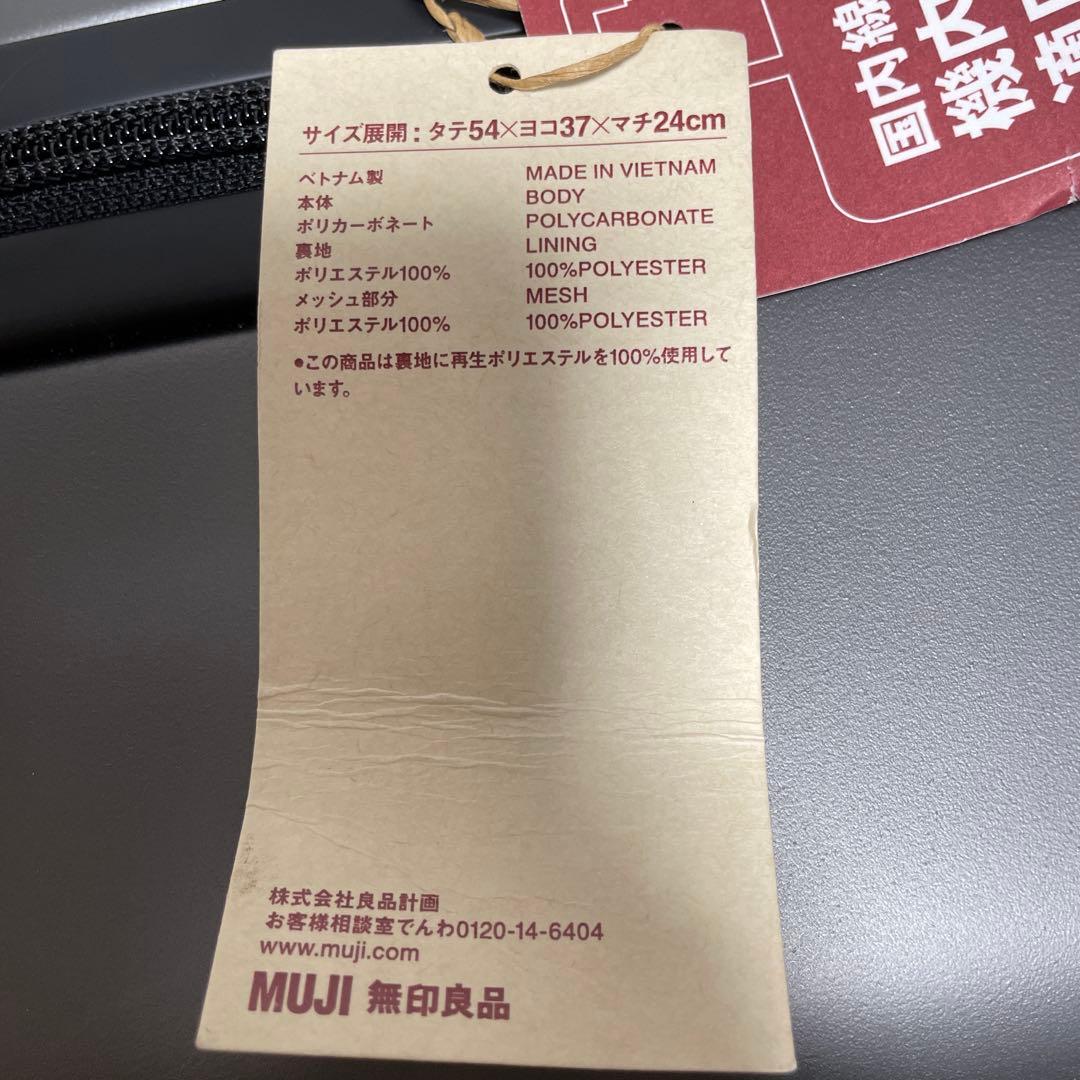 サイズ展開：タテ54×ヨコ37×マチ24cm
ベトナム製 MADE IN VIETNAM
本体 BODY
ポリカーボネート POLYCARBONATE
裏地 LINING
ポリエステル100% 100%POLYESTER
メッシュ部分 MESH
ポリエステル100% 100%POLYESTER
●この商品は裏地に再生ポリエステルを100%使用して
います。
株式会社良品計画
お客様相談室でんわ0120-14-6404
www.muji.com
MUJI 無印良品
国内線
機内